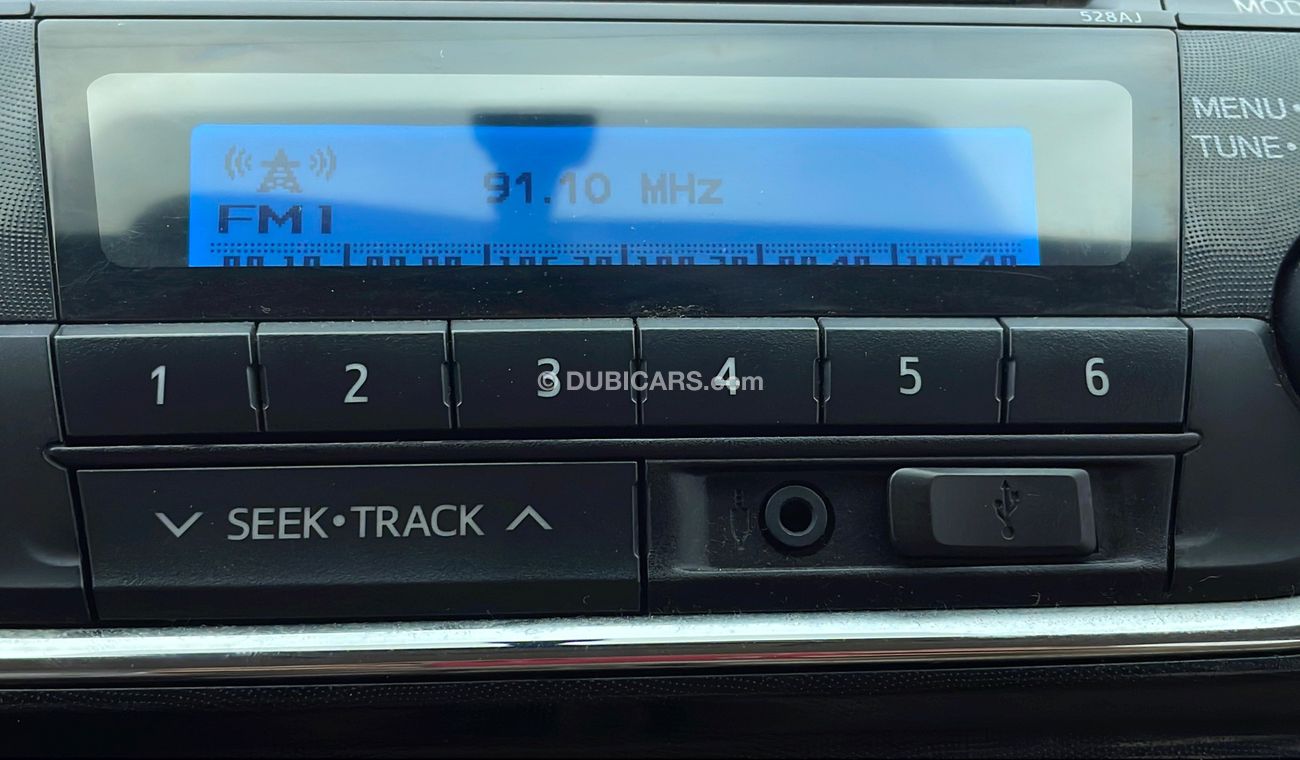 528AJ
MENU•
TUNE•
91.10 MHz
FM1
1 2 3 4 5 6
© DUBICARS.com
SEEK•TRACK